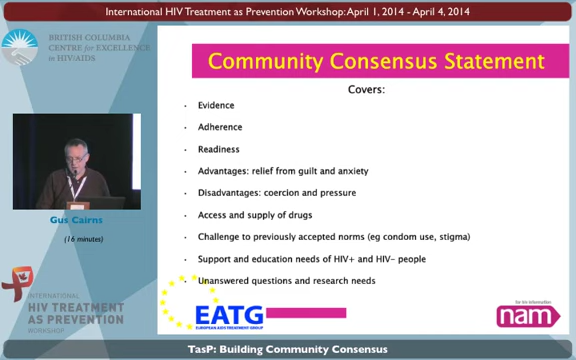 International HIV Treatment as Prevention Workshop: April 1, 2014 - April 4, 2014
BRITISH COLUMBIA
CENTRE for EXCELLENCE
in HIV/AIDS
Community Consensus Statement
Covers:
· Evidence
· Adherence
· Readiness
· Advantages: relief from guilt and anxiety
· Disadvantages: coercion and pressure
· Access and supply of drugs
· Challenge to previously accepted norms (eg condom use, stigma)
· Support and education needs of HIV+ and HIV- people
· Unanswered questions and research needs
Gus Cairns
(16 minutes)
INTERNATIONAL
HIV TREATMENT
AS PREVENTION
WORKSHOP
EATG
EUROPEAN AIDS TREATMENT GROUP
for HIV information
nam
TasP: Building Community Consensus